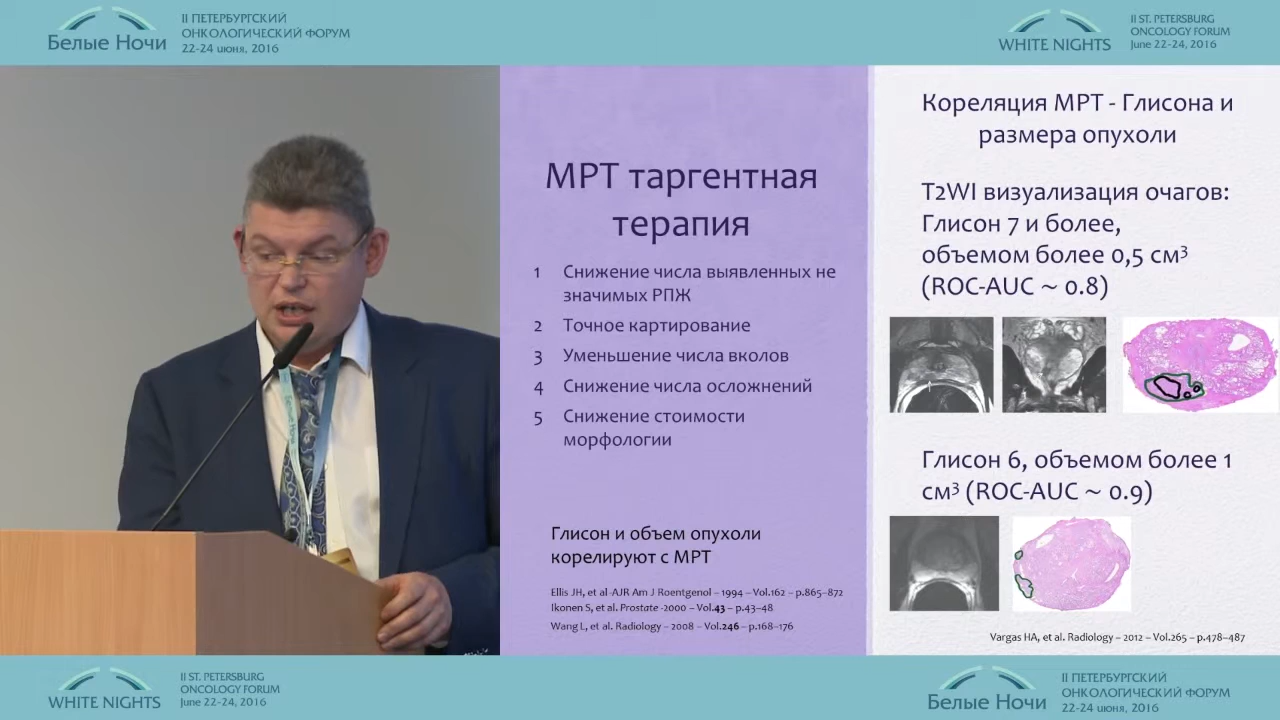 Белые Ночи
II ПЕТЕРБУРГСКИЙ
ОНКОЛОГИЧЕСКИЙ ФОРУМ
22-24 июня, 2016
WHITE NIGHTS
II ST. PETERSBURG
ONCOLOGY FORUM
June 22-24, 2016
МРТ таргентная
терапия
1 Снижение числа выявленных не
значимых РПЖ
2 Точное картирование
3 Уменьшение числа вколов
4 Снижение числа осложнений
5 Снижение стоимости
морфологии
Глисон и объем опухоли
корелируют с МРТ
Ellis JH, et al -AJR Am J Roentgenol – 1994 – Vol.162 – p.865–872
Ikonen S, et al. Prostate -2000 – Vol.43 – p.43–48
Wang L, et al. Radiology – 2008 – Vol.246 – p.168–176
Кореляция МРТ - Глисона и
размера опухоли
T2WI визуализация очагов:
Глисон 7 и более,
объемом более 0,5 см³
(ROC-AUC ~ 0.8)
Глисон 6, объемом более 1
см³ (ROC-AUC ~ 0.9)
Vargas HA, et al. Radiology – 2012 – Vol.265 – p.478–487
Белые Ночи
WHITE NIGHTS
II ST. PETERSBURG
ONCOLOGY FORUM
June 22-24, 2016
Белые Ночи
II ПЕТЕРБУРГСКИЙ
ОНКОЛОГИЧЕСКИЙ ФОРУМ
22-24 июня, 2016